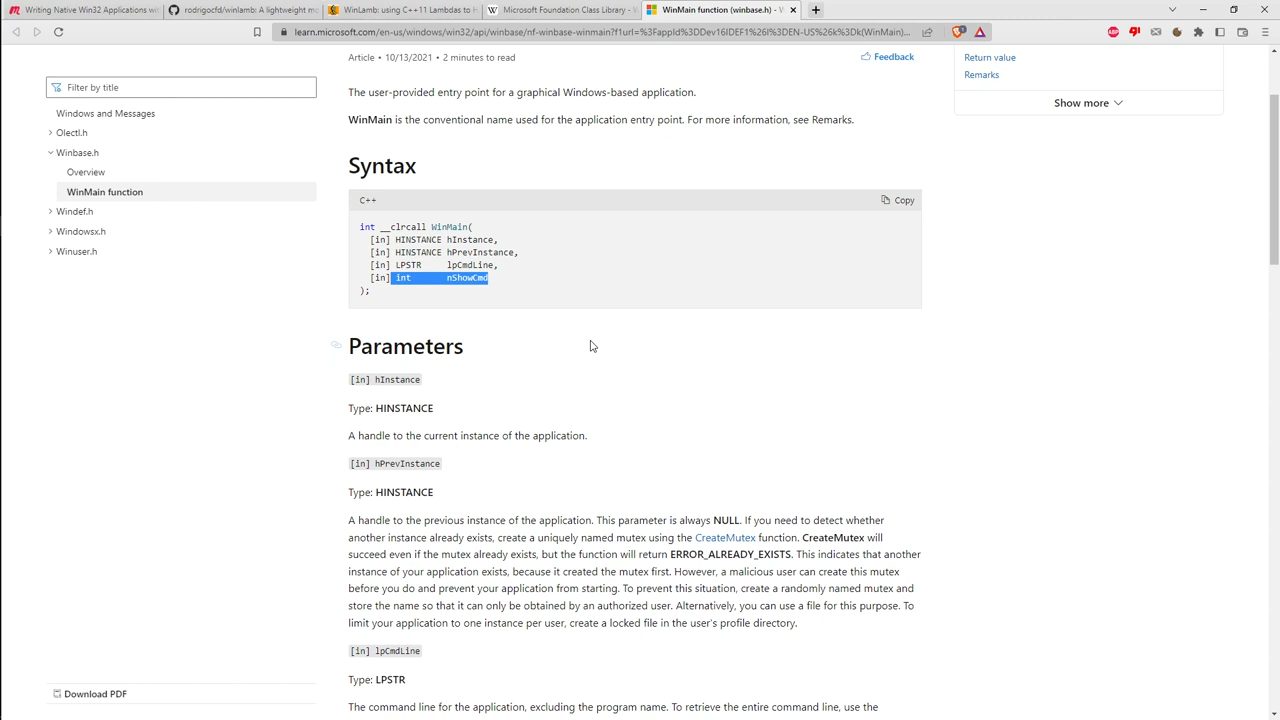 Writing Native Win32 Applications wit
rodrigocfd/winlamb: A lightweight mo
WinLamb: using C++11 Lambdas to H
Microsoft Foundation Class Library -
WinMain function (winbase.h) - W
learn.microsoft.com/en-us/windows/win32/api/winbase/nf-winbase-winmain?f1url=%3FappId%3DDev16IDEF1%26l%3DEN-US%26k%3Dk(WinMain)...
Article • 10/13/2021 • 2 minutes to read
Feedback
Filter by title
Windows and Messages
Olectl.h
Winbase.h
Overview
WinMain function
Windef.h
Windowsx.h
Winuser.h
Download PDF
The user-provided entry point for a graphical Windows-based application.
WinMain is the conventional name used for the application entry point. For more information, see Remarks.
Syntax
C++
Copy
int __clrcall WinMain(
[in] HINSTANCE hInstance,
[in] HINSTANCE hPrevInstance,
[in] LPSTR lpCmdLine,
[in] int nShowCmd
);
Parameters
[in] hInstance
Type: HINSTANCE
A handle to the current instance of the application.
[in] hPrevInstance
Type: HINSTANCE
A handle to the previous instance of the application. This parameter is always NULL. If you need to detect whether
another instance already exists, create a uniquely named mutex using the CreateMutex function. CreateMutex will
succeed even if the mutex already exists, but the function will return ERROR_ALREADY_EXISTS. This indicates that another
instance of your application exists, because it created the mutex first. However, a malicious user can create this mutex
before you do and prevent your application from starting. To prevent this situation, create a randomly named mutex and
store the name so that it can only be obtained by an authorized user. Alternatively, you can use a file for this purpose. To
limit your application to one instance per user, create a locked file in the user's profile directory.
[in] lpCmdLine
Type: LPSTR
The command line for the application, excluding the program name. To retrieve the entire command line, use the
Return value
Remarks
Show more